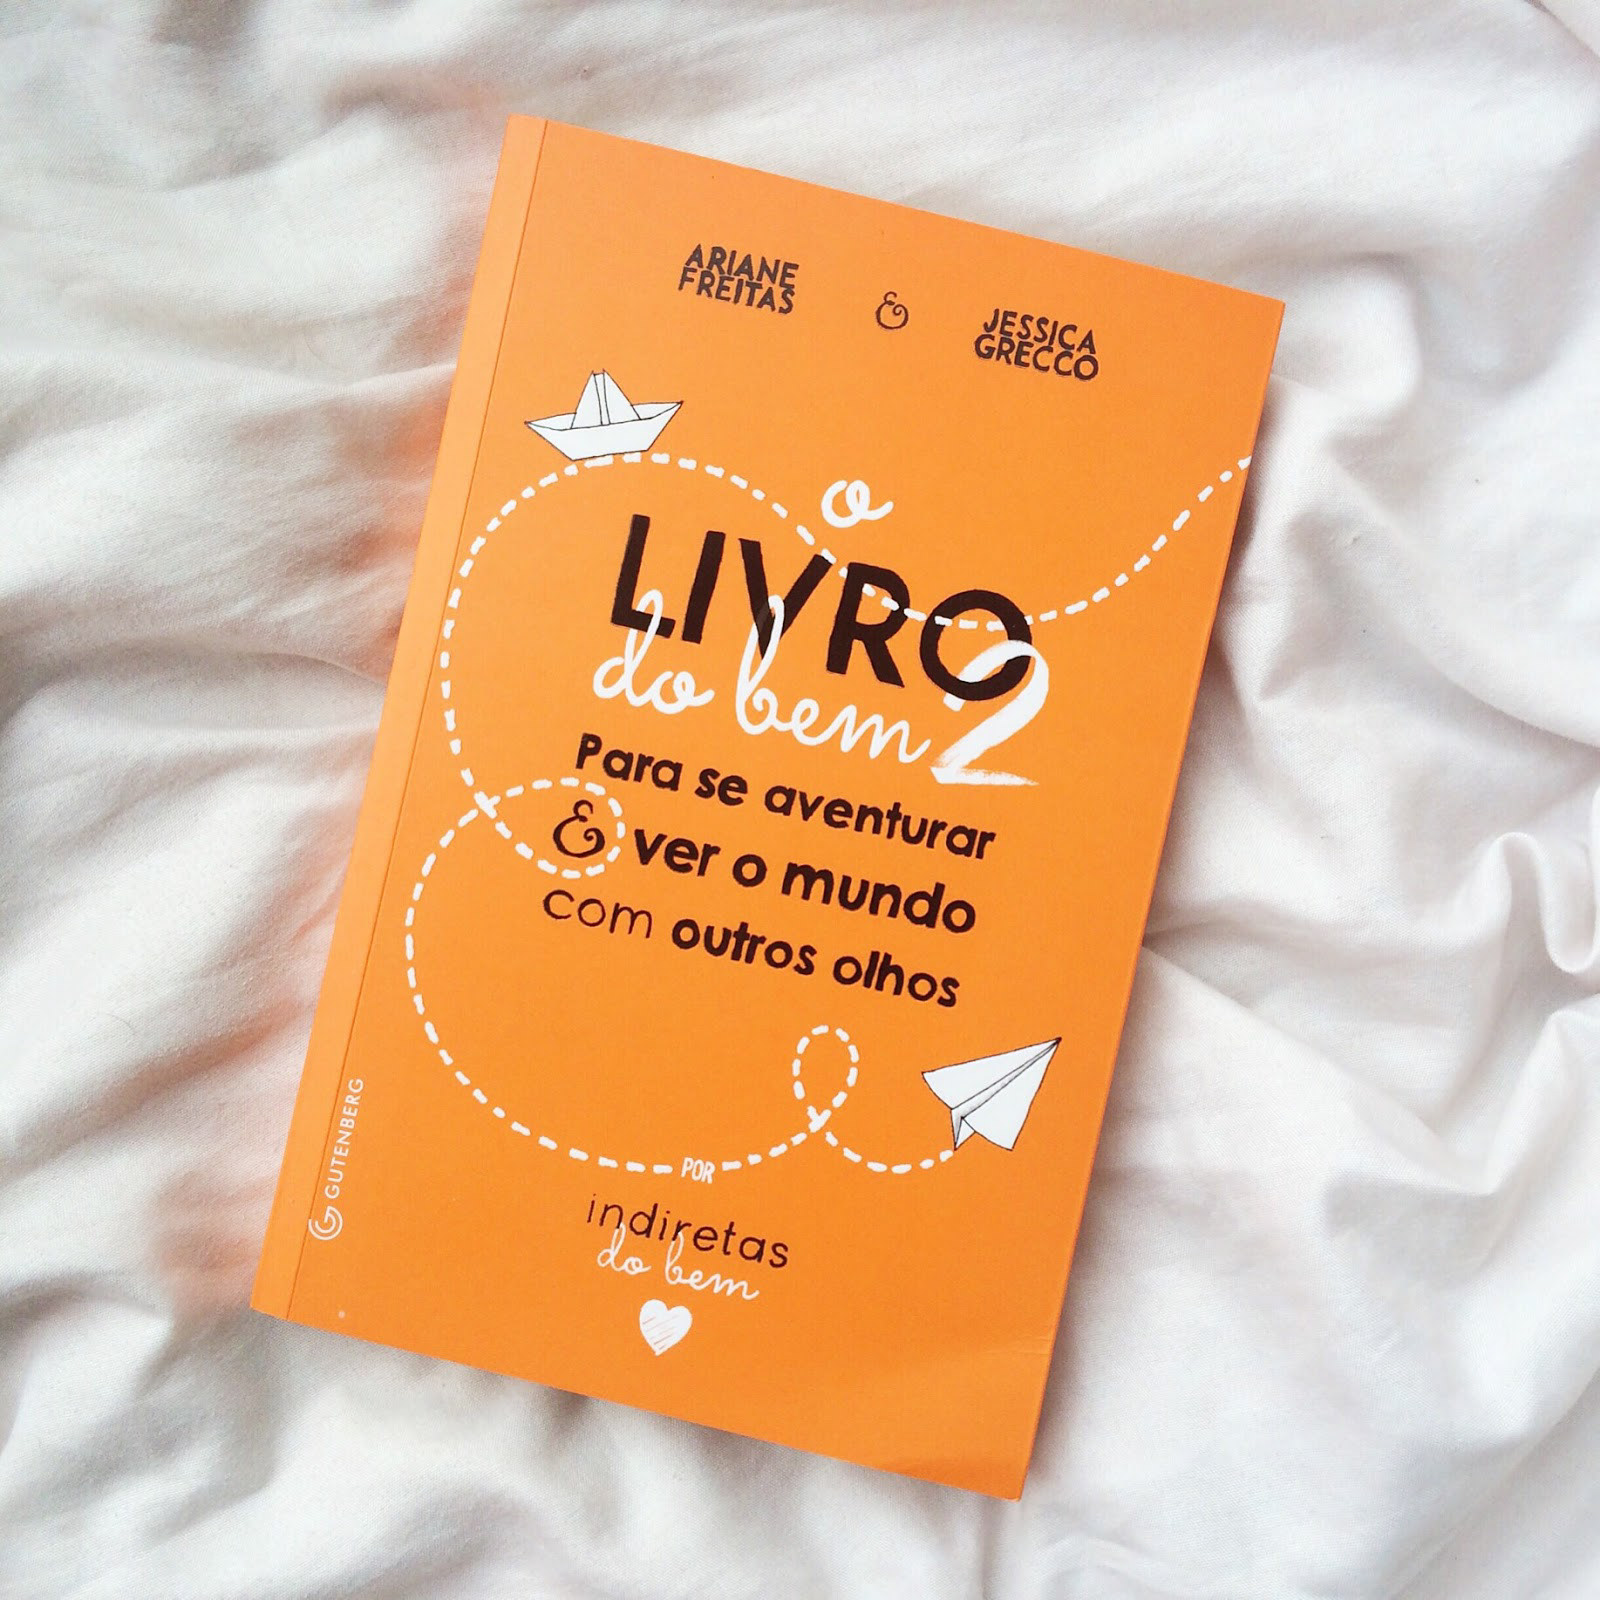 ARIANE
FREITAS
&
JESSICA
GRECCO
o
LIVRO
do bem 2
Para se aventurar
& ver o mundo
com outros olhos
POR
indiretas
do bem
GUTENBERG